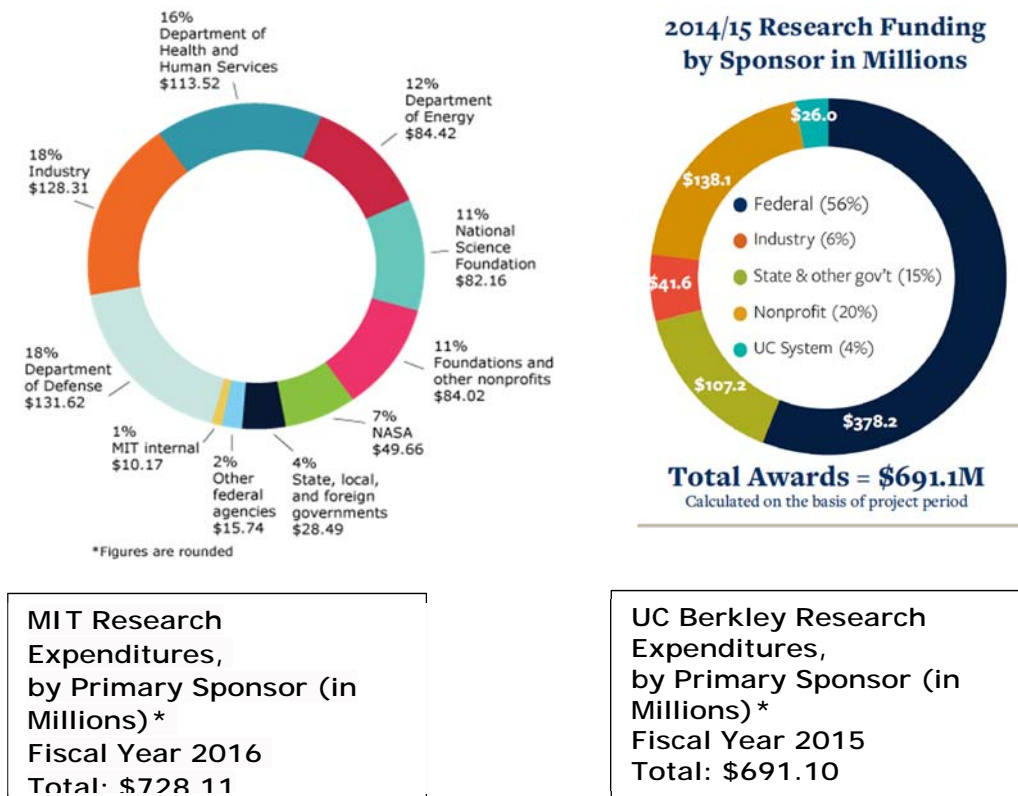 16%
Department of
Health and
Human Services
$113.52
12%
Department
of Energy
$84.42
18%
Industry
$128.31
11%
National
Science
Foundation
$82.16
18%
Department
of Defense
$131.62
11%
Foundations and
other nonprofits
$84.02
1%
MIT internal
$10.17
2%
Other
federal
agencies
$15.74
4%
State, local,
and foreign
governments
$28.49
7%
NASA
$49.66
*Figures are rounded
2014/15 Research Funding
by Sponsor in Millions
$26.0
$138.1
$41.6
$107.2
$378.2
Federal (56%)
Industry (6%)
State & other gov't (15%)
Nonprofit (20%)
UC System (4%)
Total Awards = $691.1M
Calculated on the basis of project period
MIT Research
Expenditures,
by Primary Sponsor (in
Millions)*
Fiscal Year 2016
Total: $728.11
UC Berkley Research
Expenditures,
by Primary Sponsor (in
Millions)*
Fiscal Year 2015
Total: $691.10